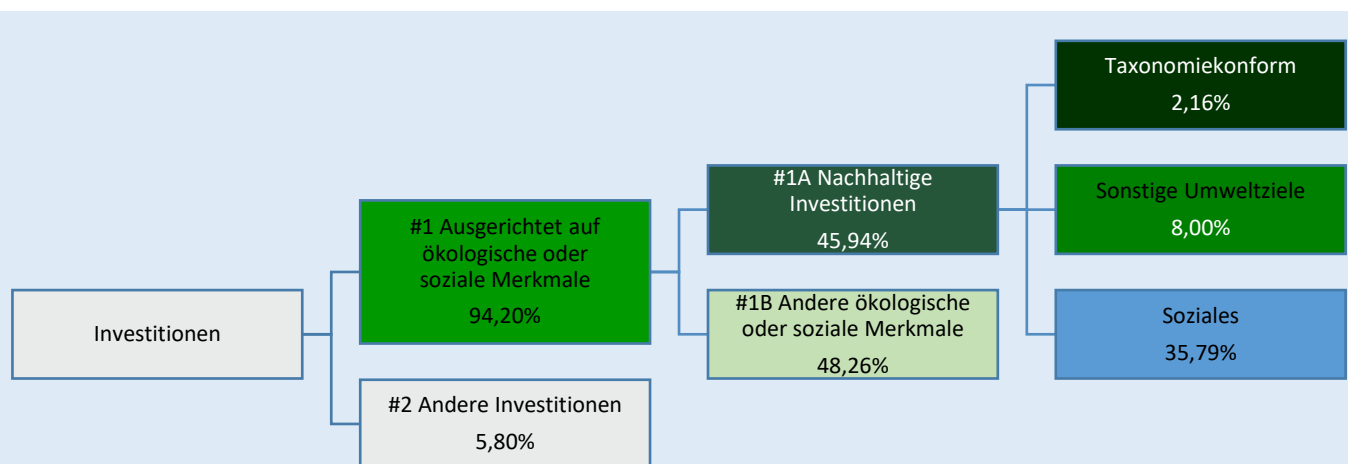 Investitionen
#1 Ausgerichtet auf
ökologische oder
soziale Merkmale
94,20%
#2 Andere Investitionen
5,80%
#1A Nachhaltige
Investitionen
45,94%
#1B Andere ökologische
oder soziale Merkmale
48,26%
Taxonomiekonform
2,16%
Sonstige Umweltziele
8,00%
Soziales
35,79%